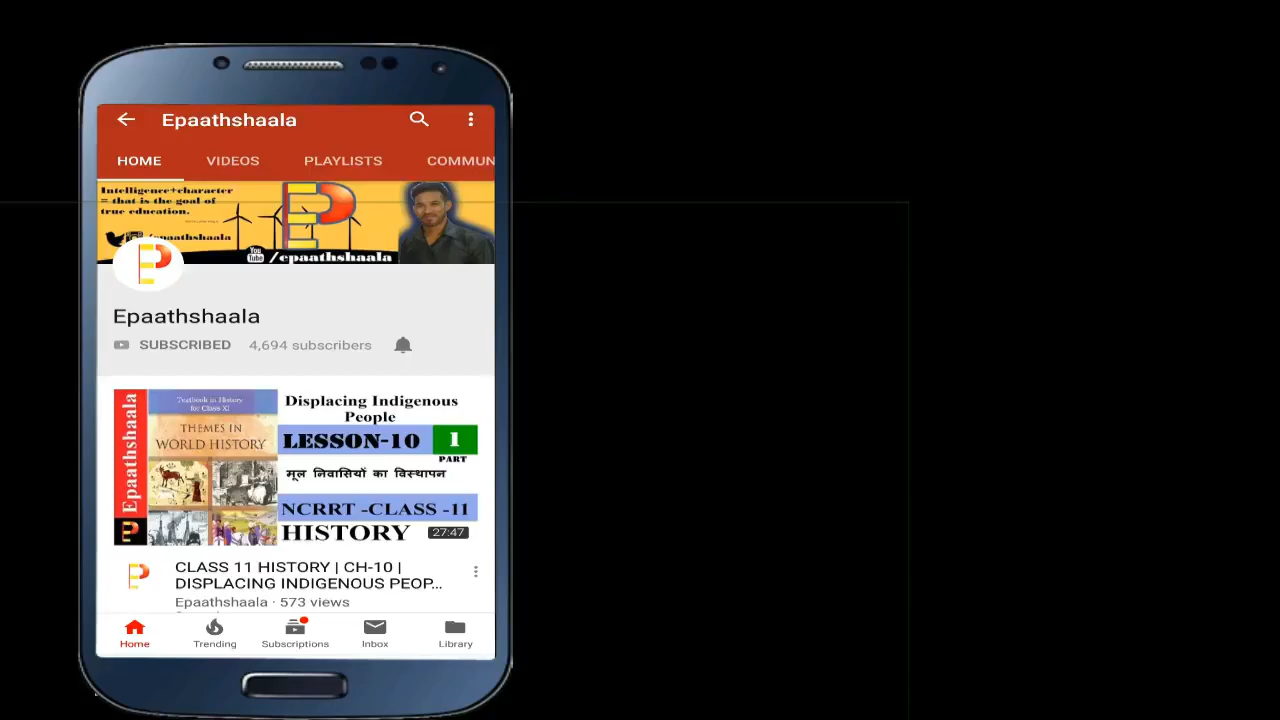 Epaathshaala
HOME VIDEOS PLAYLISTS COMMUN
Intelligence+character
= that is the goal of
true education.
/epaathshaala
You
Tube /epaathshaala
Epaathshaala
SUBSCRIBED 4,694 subscribers
Epaathshaala
Textbook in History
for Class XI
THEMES IN
WORLD HISTORY
Displacing Indigenous
People
LESSON-10 1
PART
मूल निवासियों का विस्थापन
NCRRT -CLASS -11
HISTORY 27:47
CLASS 11 HISTORY | CH-10 |
DISPLACING INDIGENOUS PEOP...
Epaathshaala · 573 views
Home Trending Subscriptions Inbox Library